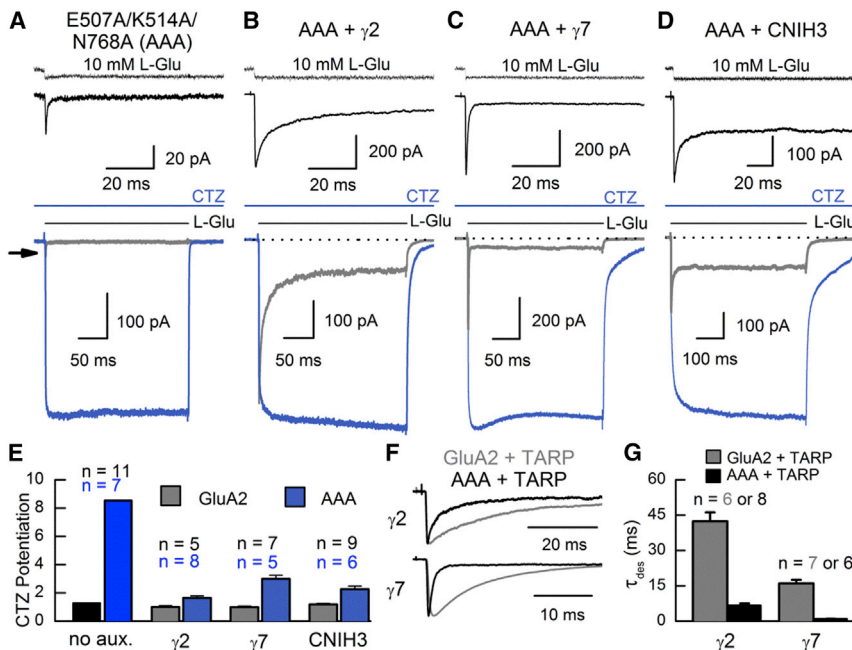 A
E507A/K514A/
N768A (AAA)
10 mM L-Glu
20 pA
20 ms
CTZ
L-Glu
100 pA
50 ms
B
AAA + γ2
10 mM L-Glu
200 pA
20 ms
CTZ
L-Glu
100 pA
50 ms
C
AAA + γ7
10 mM L-Glu
200 pA
20 ms
CTZ
L-Glu
200 pA
50 ms
D
AAA + CNIH3
10 mM L-Glu
100 pA
20 ms
CTZ
L-Glu
100 pA
100 ms
E
CTZ Potentiation
10
8
6
4
2
0
n = 11
n = 7
GluA2
AAA
n = 5
n = 8
n = 7
n = 5
n = 9
n = 6
no aux.
γ2
γ7
CNIH3
F
GluA2 + TARP
AAA + TARP
γ2
20 ms
γ7
10 ms
G
GluA2 + TARP
AAA + TARP
τdes (ms)
60
45
30
15
0
n = 6 or 8
n = 7 or 6
γ2
γ7